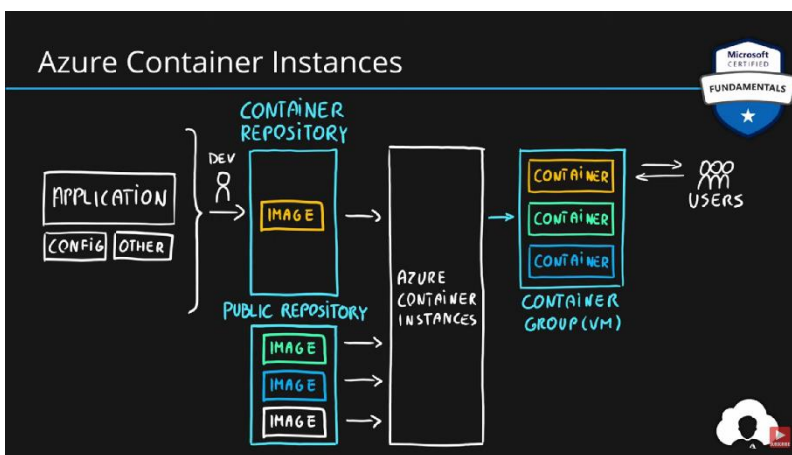 Azure Container Instances
Microsoft
CERTIFIED
FUNDAMENTALS
CONTAINER
REPOSITORY
DEV
APPLICATION
CONFIG
OTHER
IMAGE
PUBLIC REPOSITORY
IMAGE
IMAGE
IMAGE
AZURE
CONTAINER
INSTANCES
CONTAINER
CONTAINER
CONTAINER
CONTAINER
GROUP (VM)
USERS
SUBSCRIBE